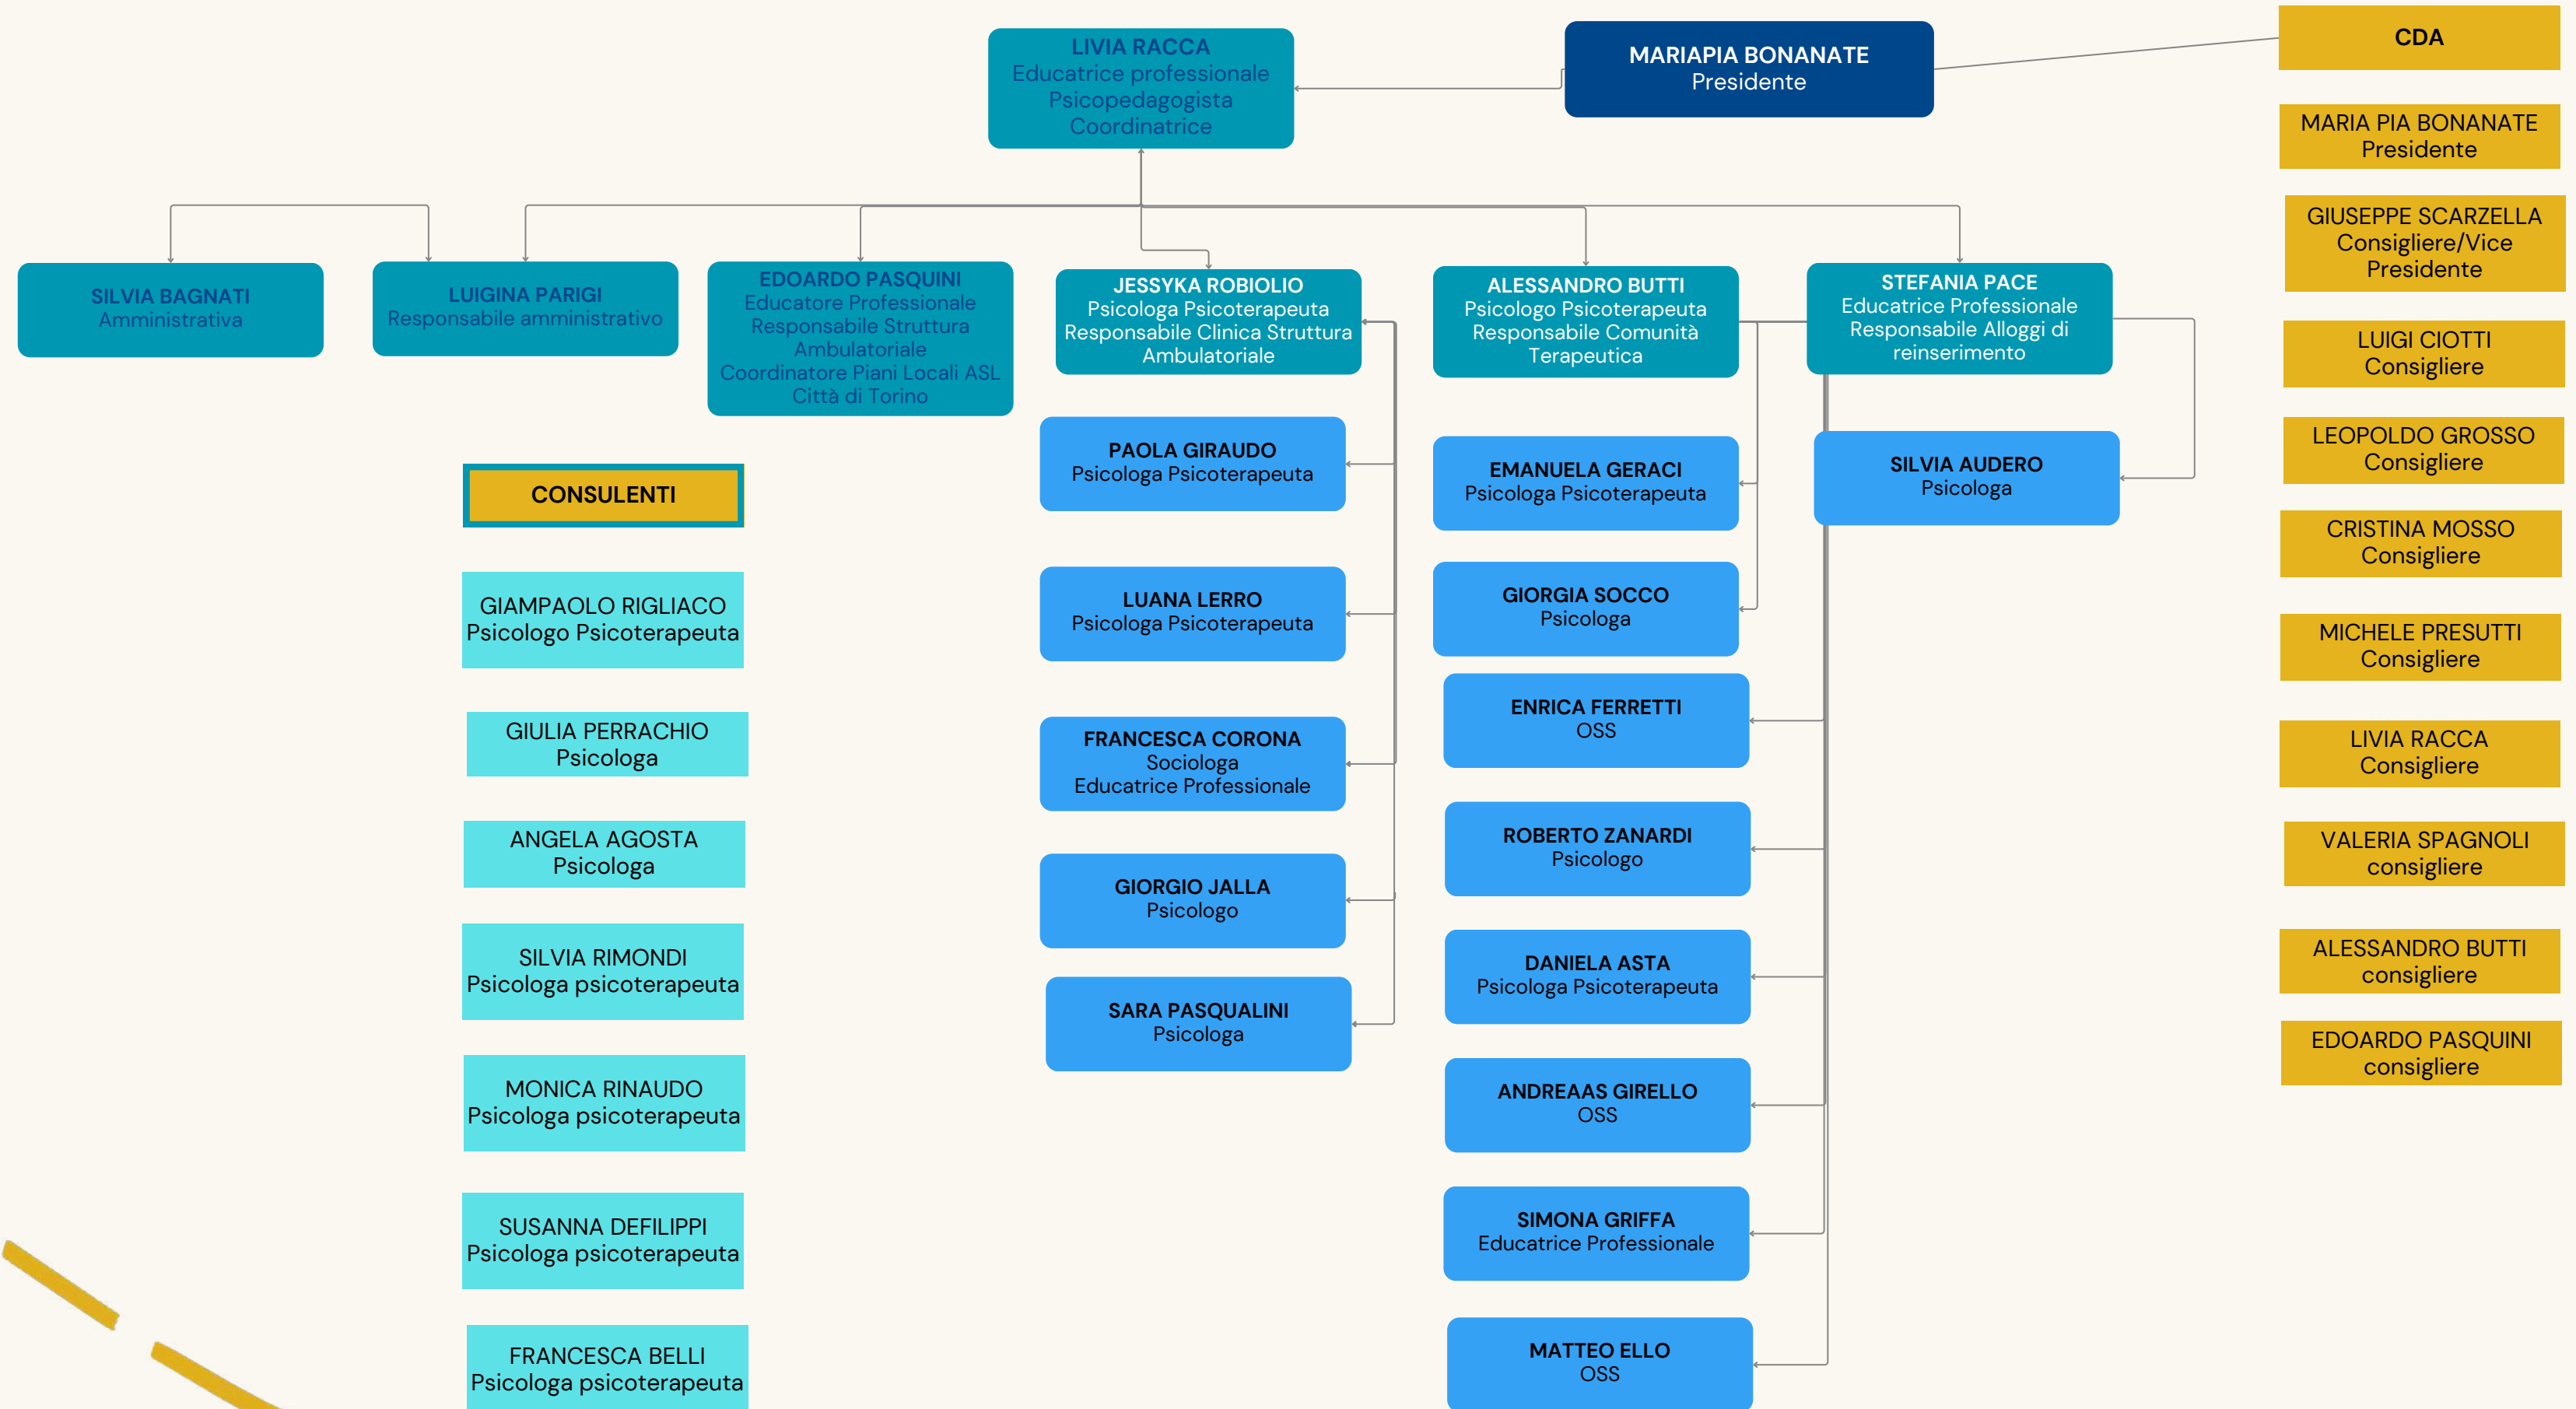 LIVIA RACCA
Educatrice professionale
Psicopedagogista
Coordinatrice
MARIAPIA BONANATE
Presidente
SILVIA BAGNATI
Amministrativa
LUIGINA PARIGI
Responsabile amministrativo
EDOARDO PASQUINI
Educatore Professionale
Responsabile Struttura
Ambulatoriale
Coordinatore Piani Locali ASL
Città di Torino
JESSYKA ROBIOLIO
Psicologa Psicoterapeuta
Responsabile Clinica Struttura
Ambulatoriale
ALESSANDRO BUTTI
Psicologo Psicoterapeuta
Responsabile Comunità
Terapeutica
STEFANIA PACE
Educatrice Professionale
Responsabile Alloggi di
reinserimento
CONSULENTI
GIAMPAOLO RIGLIACO
Psicologo Psicoterapeuta
GIULIA PERRACHIO
Psicologa
ANGELA AGOSTA
Psicologa
SILVIA RIMONDI
Psicologa psicoterapeuta
MONICA RINAUDO
Psicologa psicoterapeuta
SUSANNA DEFILIPPI
Psicologa psicoterapeuta
FRANCESCA BELLI
Psicologa psicoterapeuta
PAOLA GIRAUDO
Psicologa Psicoterapeuta
LUANA LERRO
Psicologa Psicoterapeuta
FRANCESCA CORONA
Sociologa
Educatrice Professionale
GIORGIO JALLA
Psicologo
SARA PASQUALINI
Psicologa
EMANUELA GERACI
Psicologa Psicoterapeuta
GIORGIA SOCCO
Psicologa
ENRICA FERRETTI
OSS
ROBERTO ZANARDI
Psicologo
DANIELA ASTA
Psicologa Psicoterapeuta
ANDREAAS GIRELLO
OSS
SIMONA GRIFFA
Educatrice Professionale
MATTEO ELLO
OSS
SILVIA AUDERO
Psicologa
CDA
MARIA PIA BONANATE
Presidente
GIUSEPPE SCARZELLA
Consigliere/Vice
Presidente
LUIGI CIOTTI
Consigliere
LEOPOLDO GROSSO
Consigliere
CRISTINA MOSSO
Consigliere
MICHELE PRESUTTI
Consigliere
LIVIA RACCA
Consigliere
VALERIA SPAGNOLI
consigliere
ALESSANDRO BUTTI
consigliere
EDOARDO PASQUINI
consigliere